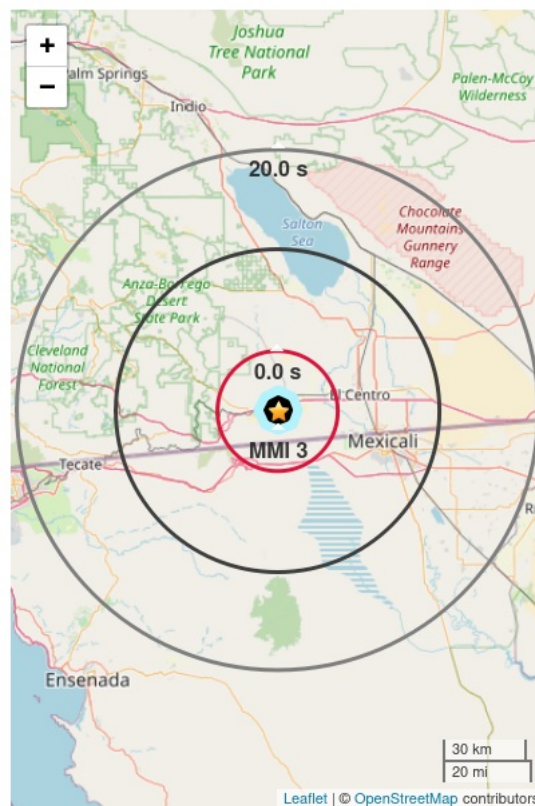 +
−
Joshua
Tree National
Park
Palm Springs
Palen-McCoy
Wilderness
Indio
20.0 s
Salton
Sea
Chocolate
Mountains
Gunnery
Range
Anza-Borrego
Desert
State Park
Cleveland
National
Forest
0.0 s
El Centro
MMI 3
Mexicali
Tecate
Ensenada
30 km
20 mi
Leaflet | © OpenStreetMap contributors